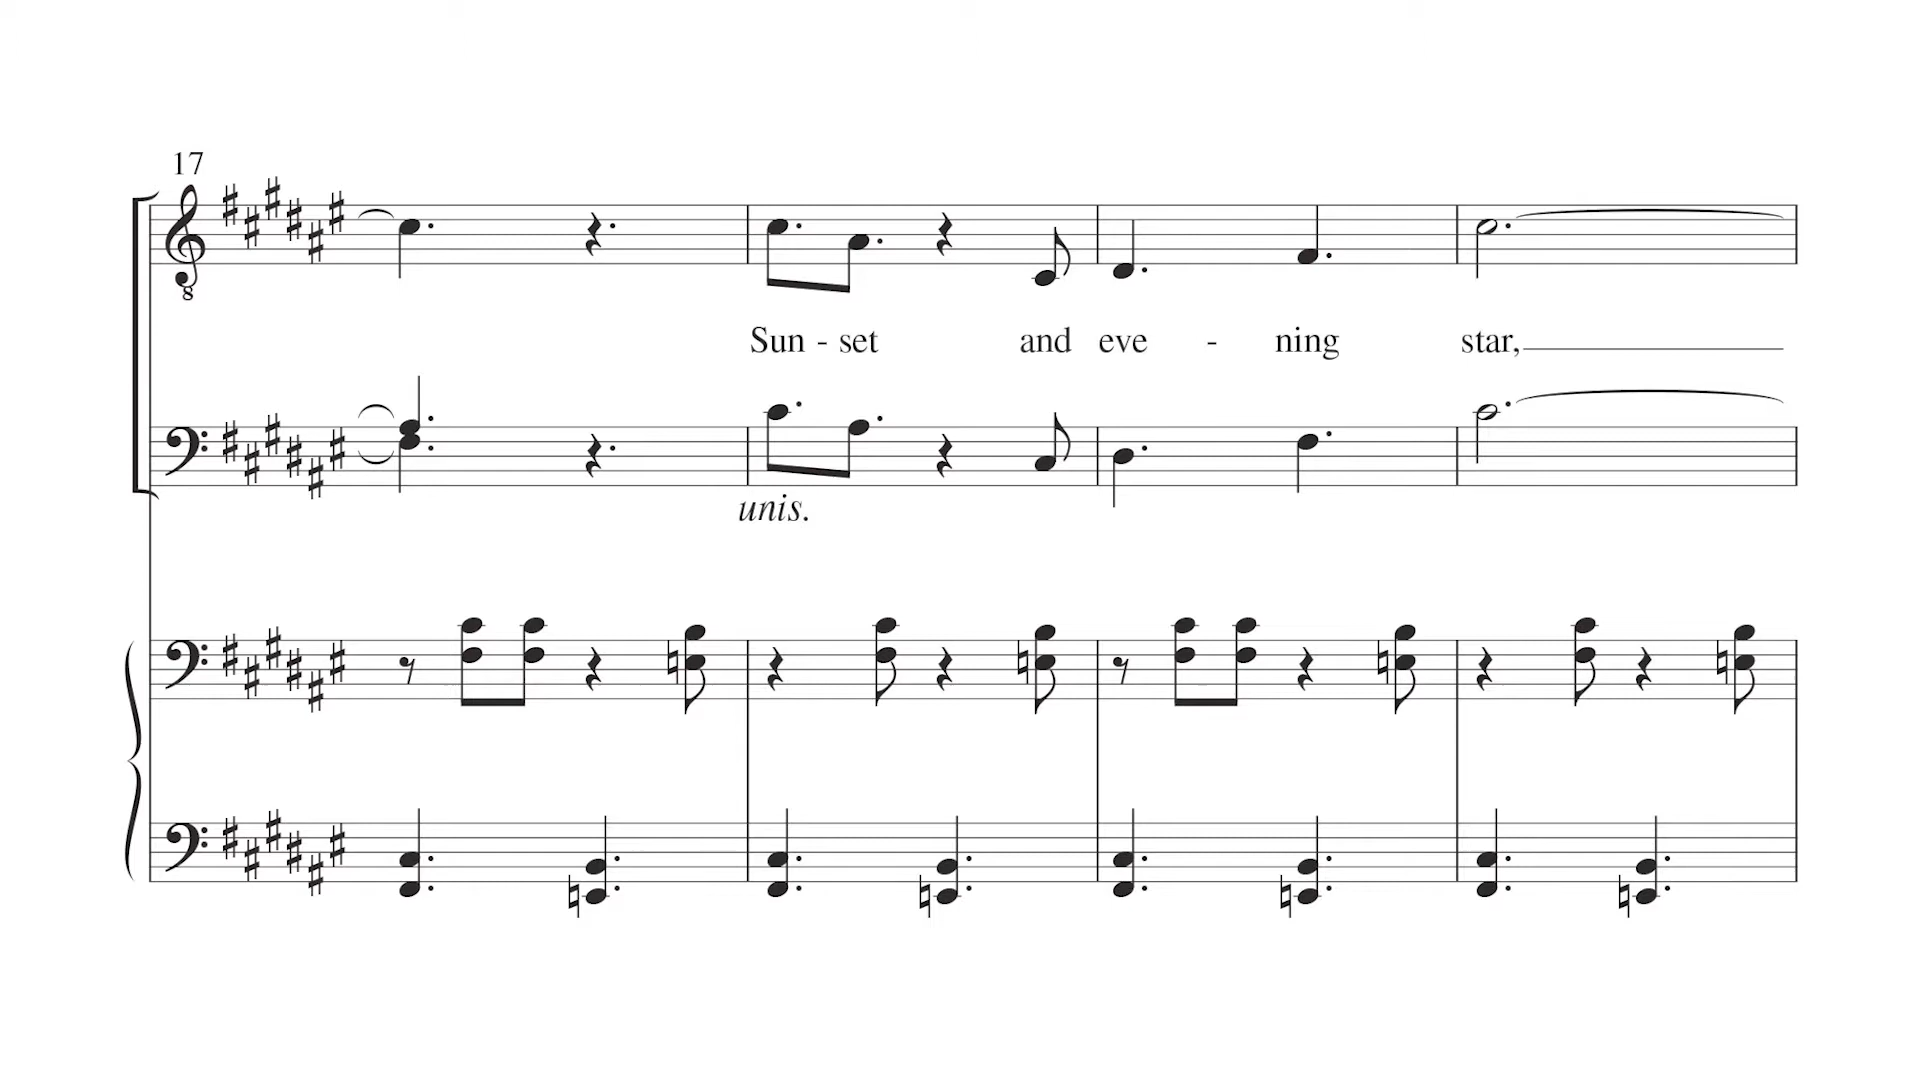 17
Sun - set and eve - ning star,
unis.